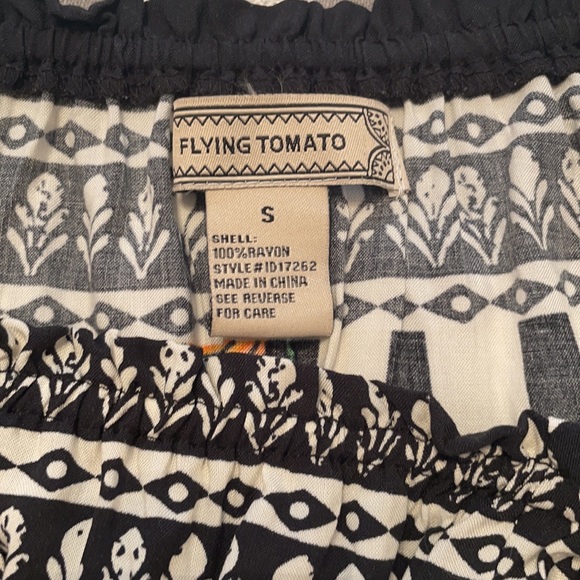 FLYING TOMATO
S
SHELL:
100%RAYON
STYLE#ID17262
MADE IN CHINA
SEE REVERSE
FOR CARE